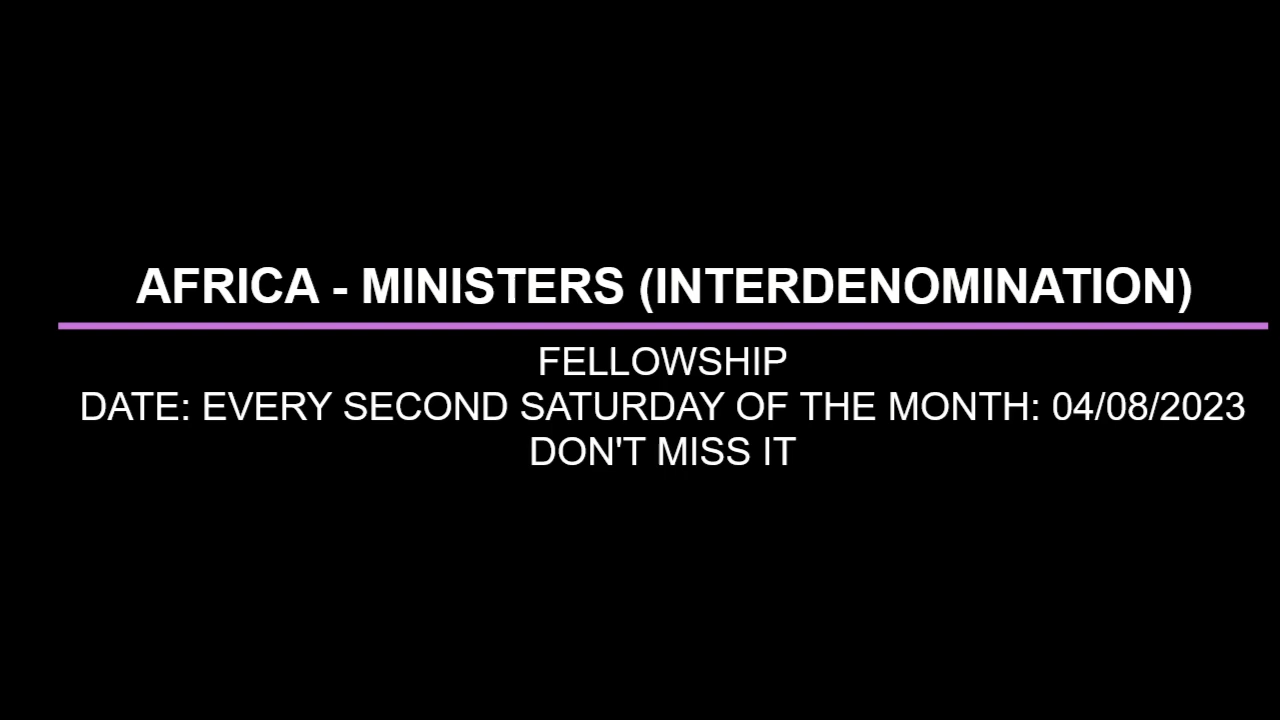 AFRICA - MINISTERS (INTERDENOMINATION)
FELLOWSHIP
DATE: EVERY SECOND SATURDAY OF THE MONTH: 04/08/2023
DON'T MISS IT